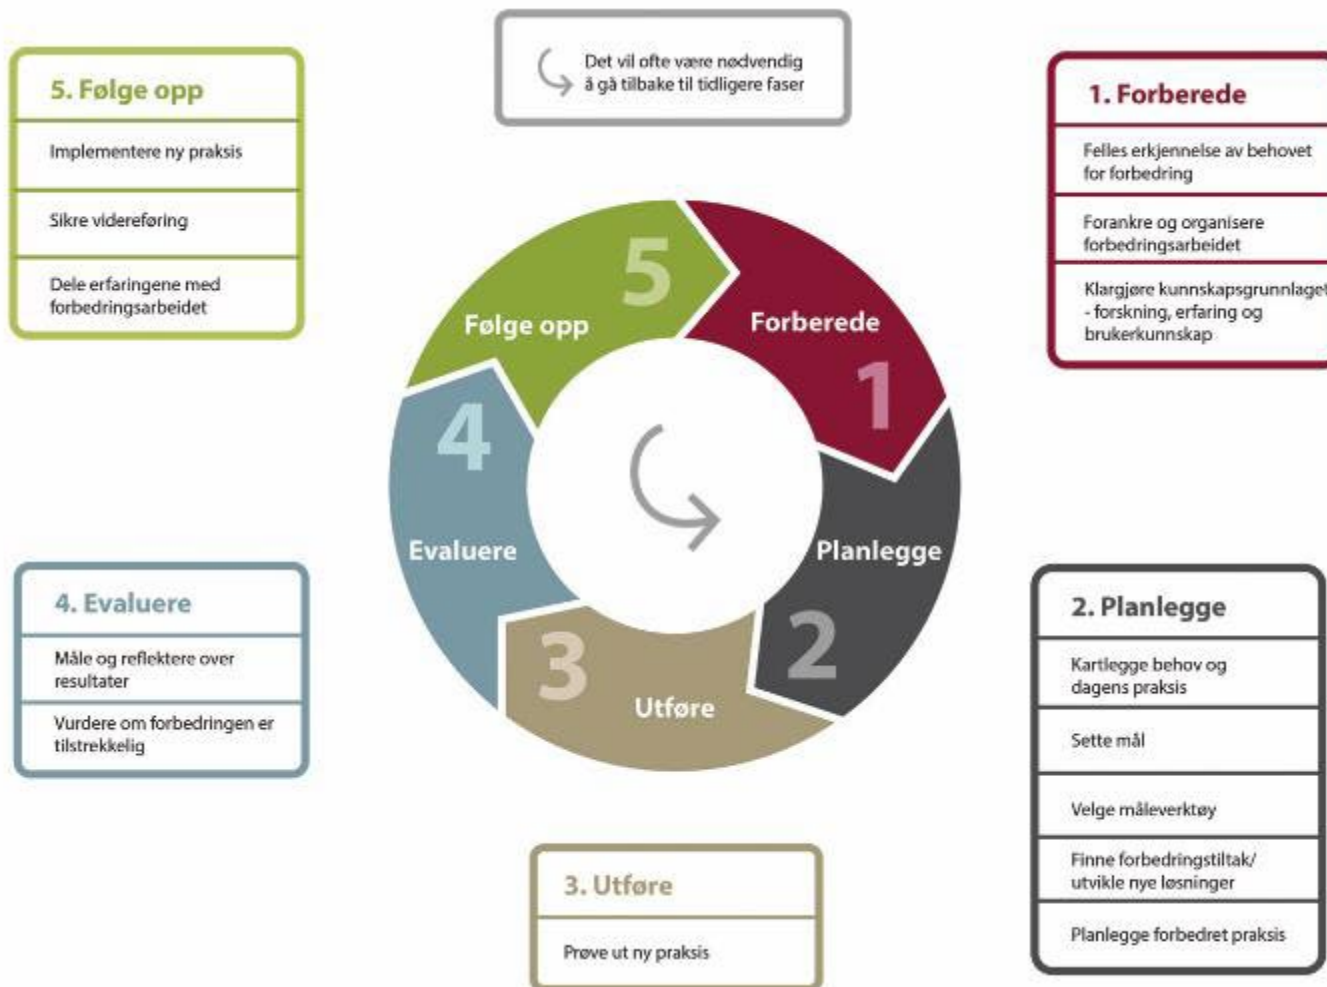 Det vil ofte være nødvendig
å gå tilbake til tidligere faser
5. Følge opp
Implementere ny praksis
Sikre videreføring
Dele erfaringene med
forbedringsarbeidet
1. Forberede
Felles erkjennelse av behovet
for forbedring
Forankre og organisere
forbedringsarbeidet
Klargjøre kunnskapsgrunnlaget
- forskning, erfaring og
brukerkunnskap
5
Følge opp
Forberede
1
4
Evaluere
Planlegge
2
3
Utføre
4. Evaluere
Måle og reflektere over
resultater
Vurdere om forbedringen er
tilstrekkelig
2. Planlegge
Kartlegge behov og
dagens praksis
Sette mål
Velge måleverktøy
Finne forbedringstiltak/
utvikle nye løsninger
Planlegge forbedret praksis
3. Utføre
Prøve ut ny praksis